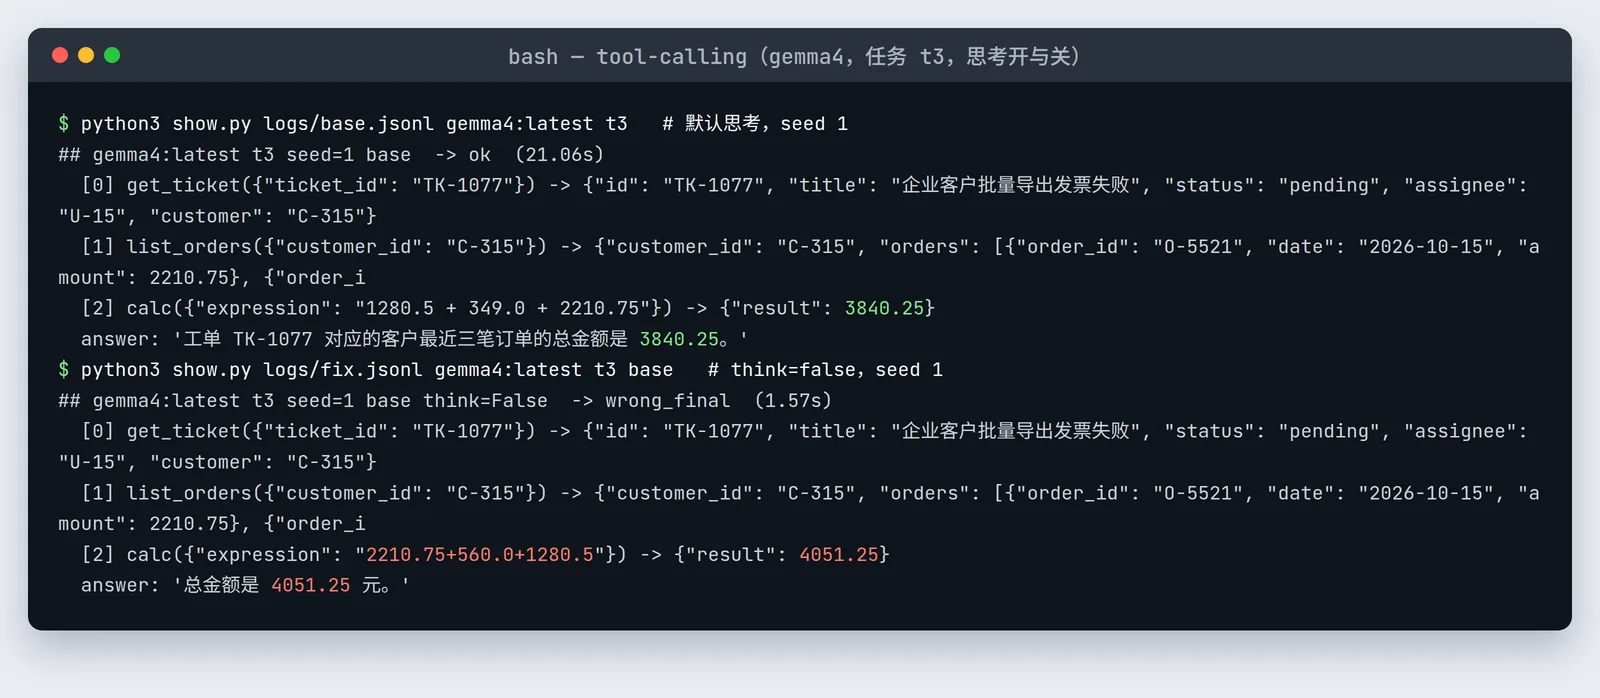 bash — tool-calling（gemma4，任务 t3，思考开与关）
$ python3 show.py logs/base.jsonl gemma4:latest t3   # 默认思考，seed 1
## gemma4:latest t3 seed=1 base  -> ok  (21.06s)
  [0] get_ticket({"ticket_id": "TK-1077"}) -> {"id": "TK-1077", "title": "企业客户批量导出发票失败", "status": "pending", "assignee":
"U-15", "customer": "C-315"}
  [1] list_orders({"customer_id": "C-315"}) -> {"customer_id": "C-315", "orders": [{"order_id": "O-5521", "date": "2026-10-15", "a
mount": 2210.75}, {"order_i
  [2] calc({"expression": "1280.5 + 349.0 + 2210.75"}) -> {"result": 3840.25}
  answer: '工单 TK-1077 对应的客户最近三笔订单的总金额是 3840.25。'
$ python3 show.py logs/fix.jsonl gemma4:latest t3 base   # think=false，seed 1
## gemma4:latest t3 seed=1 base think=False  -> wrong_final  (1.57s)
  [0] get_ticket({"ticket_id": "TK-1077"}) -> {"id": "TK-1077", "title": "企业客户批量导出发票失败", "status": "pending", "assignee":
"U-15", "customer": "C-315"}
  [1] list_orders({"customer_id": "C-315"}) -> {"customer_id": "C-315", "orders": [{"order_id": "O-5521", "date": "2026-10-15", "a
mount": 2210.75}, {"order_i
  [2] calc({"expression": "2210.75+560.0+1280.5"}) -> {"result": 4051.25}
  answer: '总金额是 4051.25 元。'